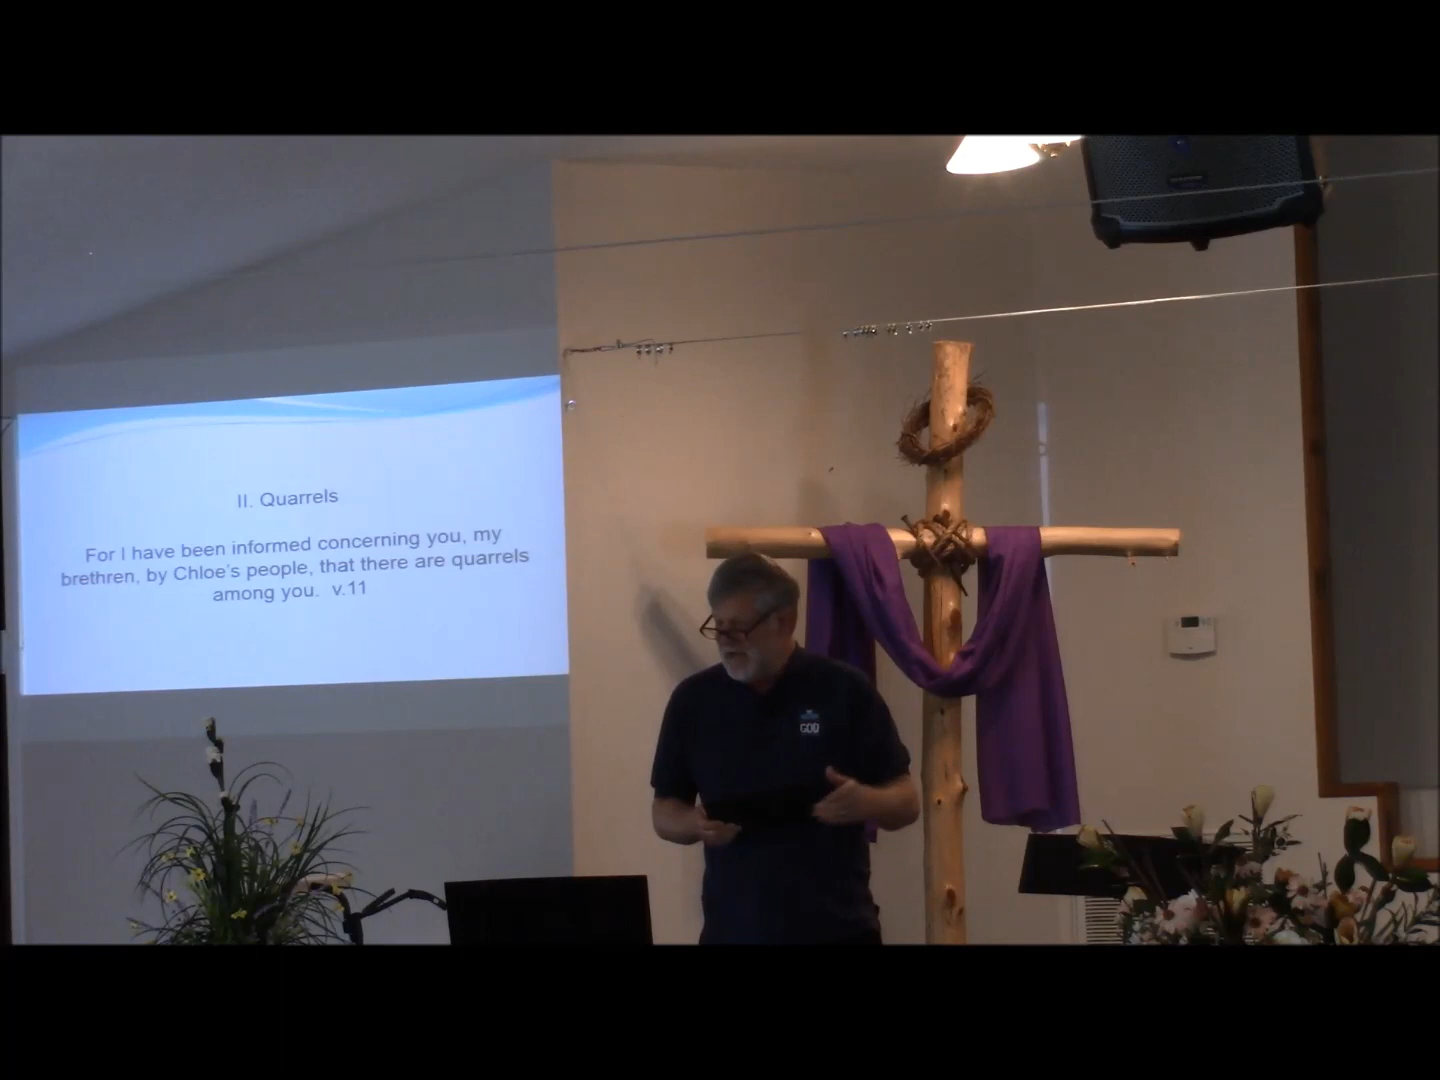 II. Quarrels
For I have been informed concerning you, my
brethren, by Chloe's people, that there are quarrels
among you.  v.11
GOD